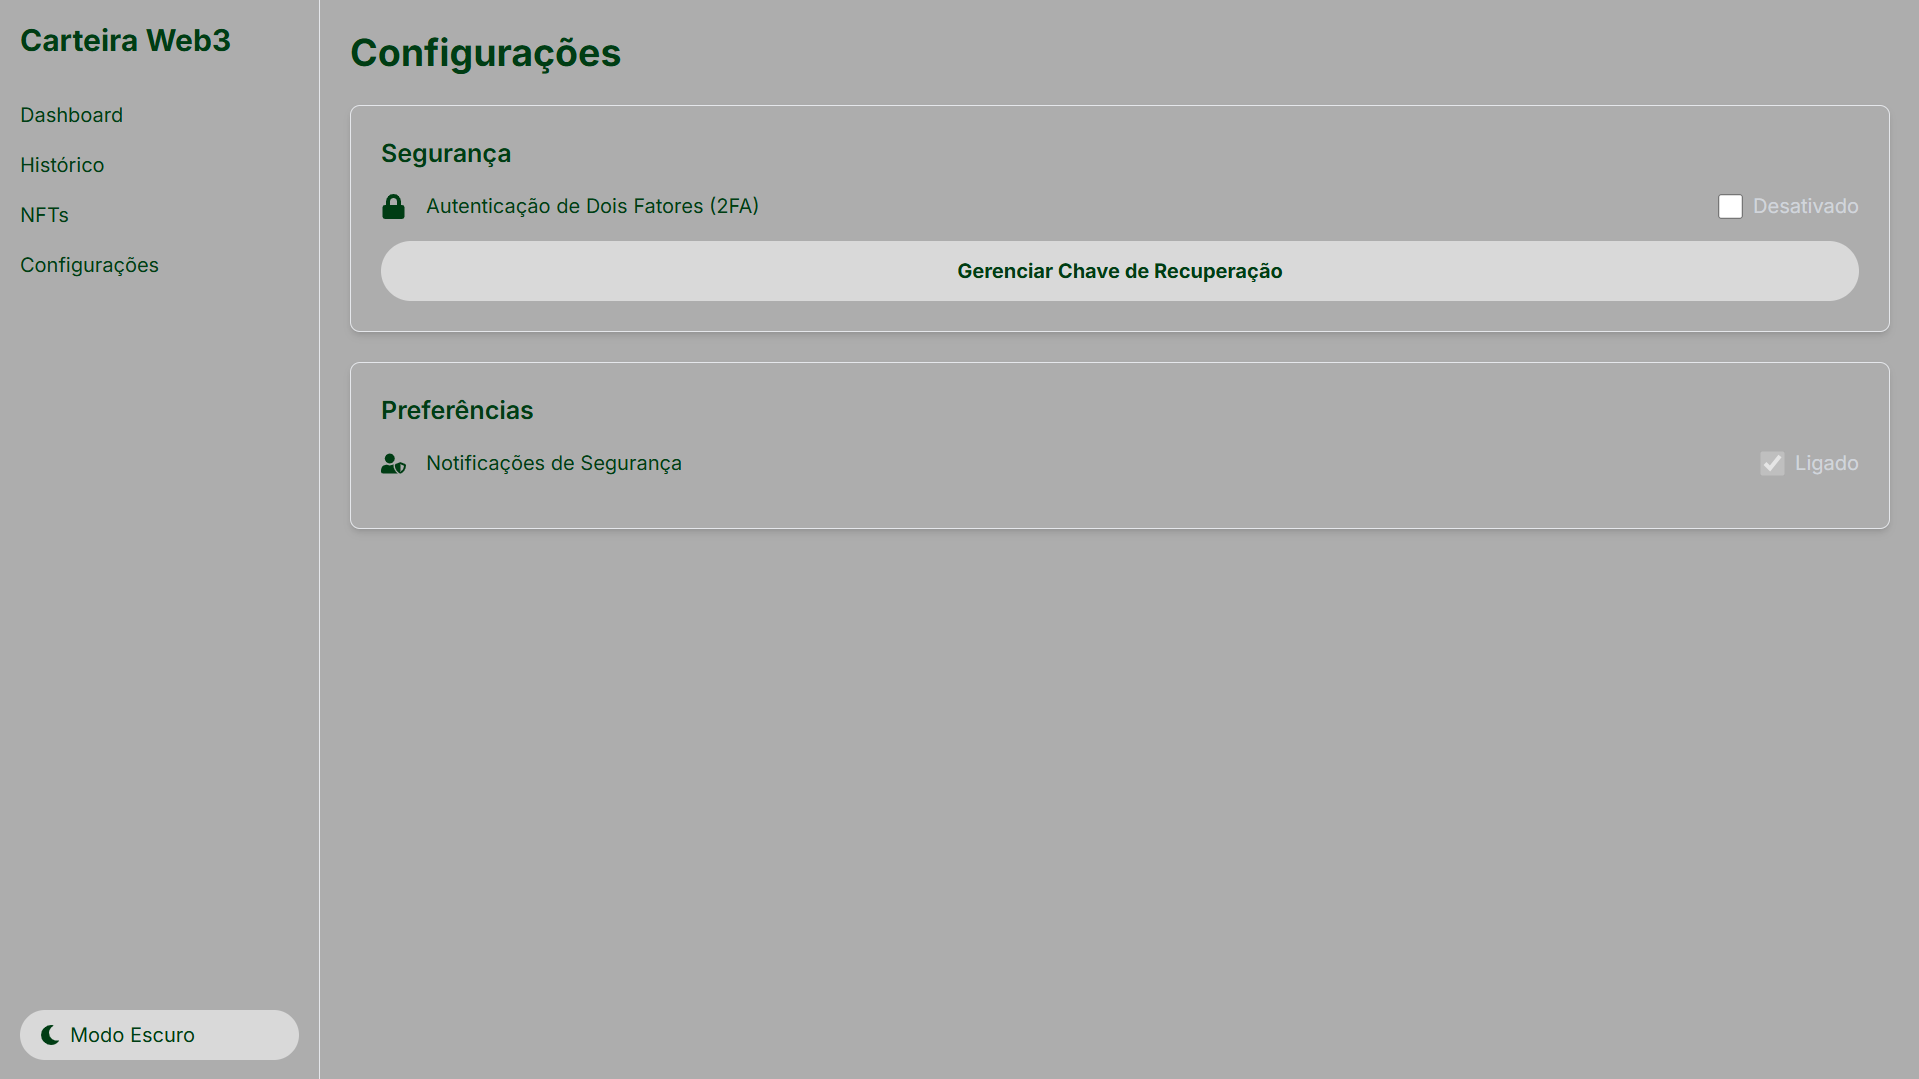 Carteira Web3
Dashboard
Histórico
NFTs
Configurações
Modo Escuro
Configurações
Segurança
Autenticação de Dois Fatores (2FA)
Desativado
Gerenciar Chave de Recuperação
Preferências
Notificações de Segurança
Ligado